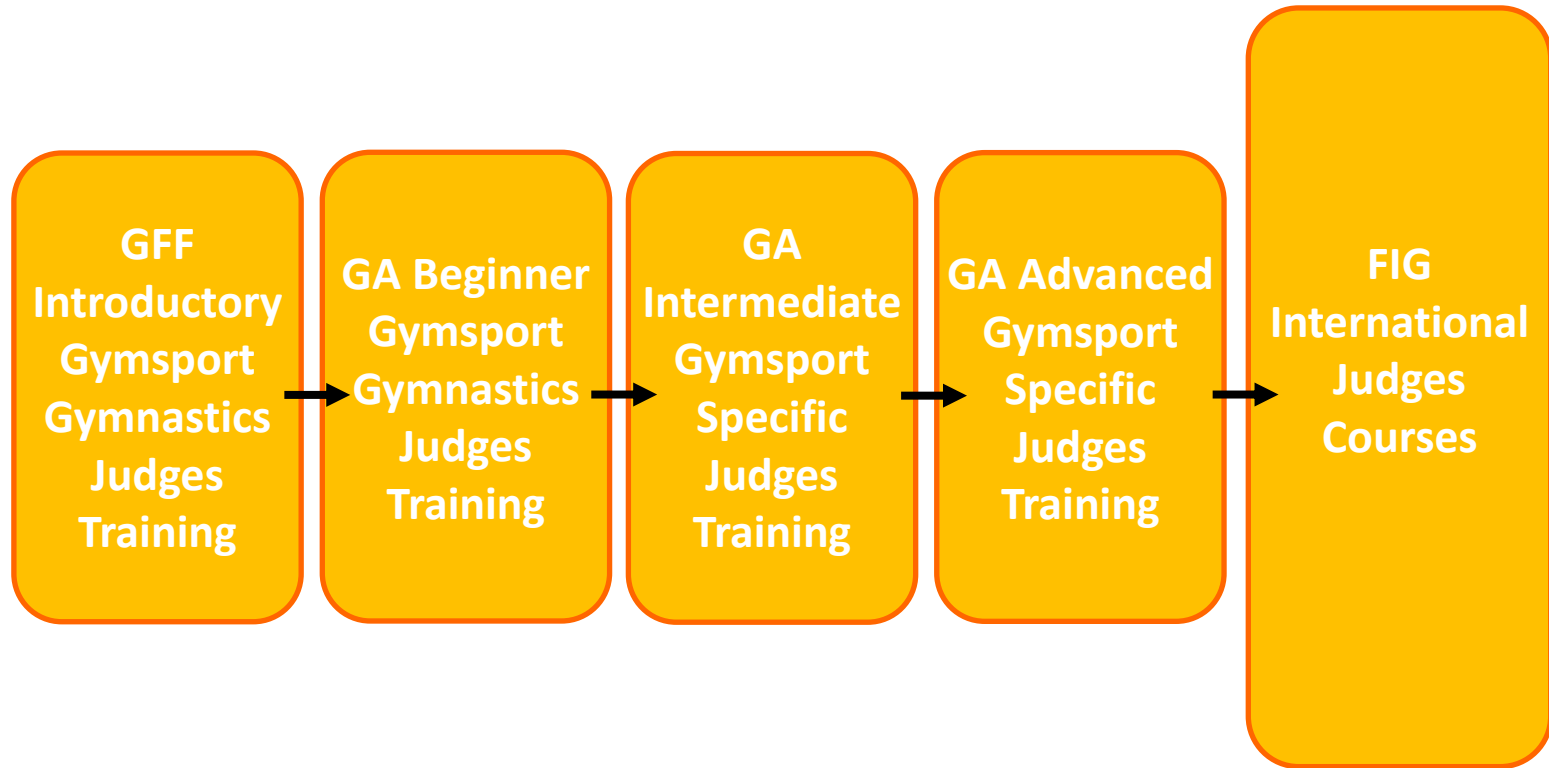 GFF
Introductory
Gymsport
Gymnastics
Judges
Training
GA Beginner
Gymsport
Gymnastics
Judges
Training
GA
Intermediate
Gymsport
Specific
Judges
Training
GA Advanced
Gymsport
Specific
Judges
Training
FIG
International
Judges
Courses